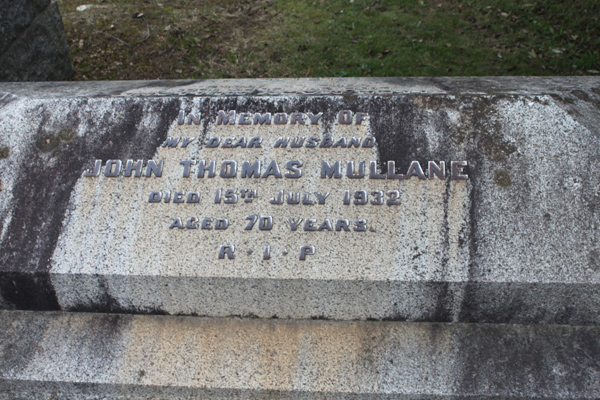 IN MEMORY OF
MY DEAR HUSBAND
JOHN THOMAS MULLANE
DIED 15TH JULY 1932
AGED 70 YEARS.
R·I·P